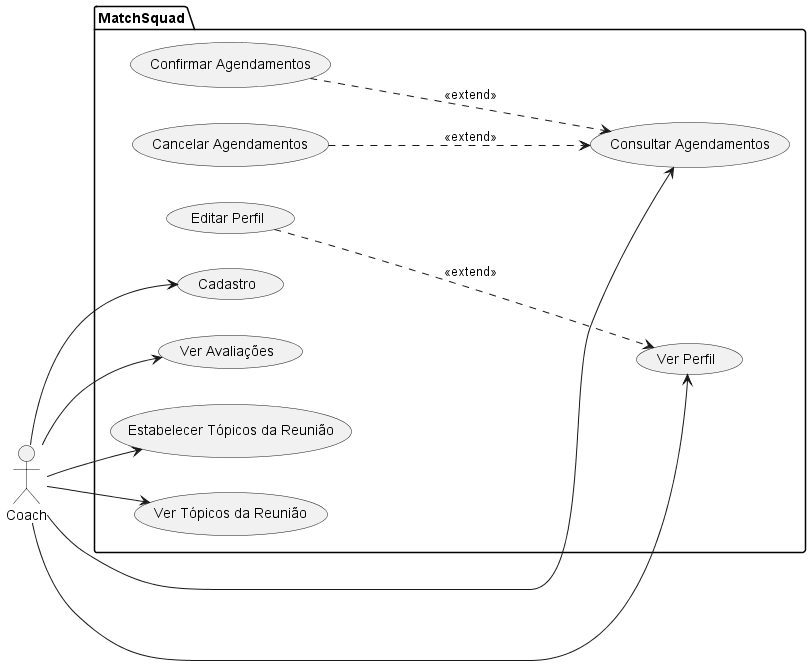 MatchSquad
Confirmar Agendamentos
«extend»
Cancelar Agendamentos
«extend»
Consultar Agendamentos
Editar Perfil
«extend»
Cadastro
Ver Avaliações
Ver Perfil
Estabelecer Tópicos da Reunião
Coach
Ver Tópicos da Reunião